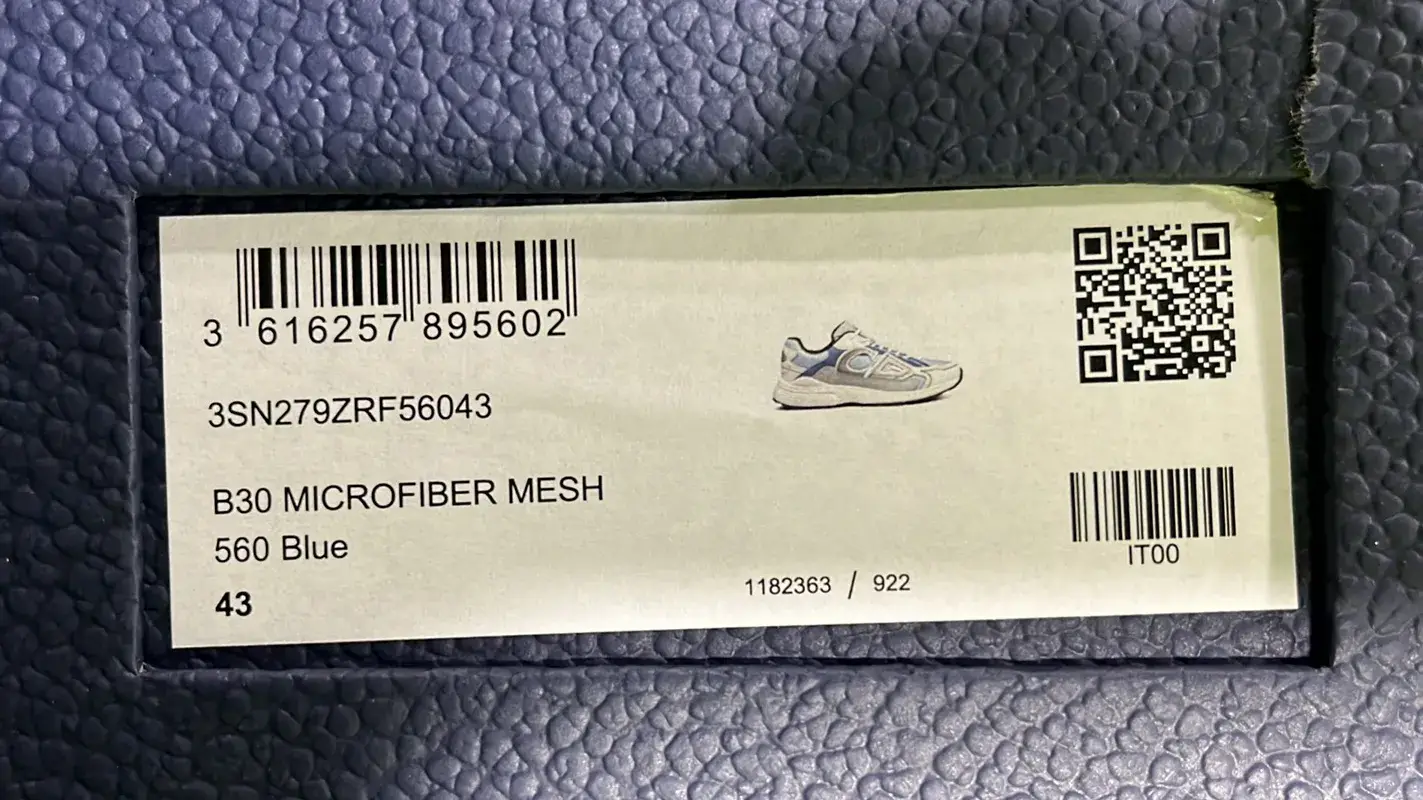 3 616257 895602
3SN279ZRF56043
B30 MICROFIBER MESH
560 Blue
43
1182363 / 922
IT00